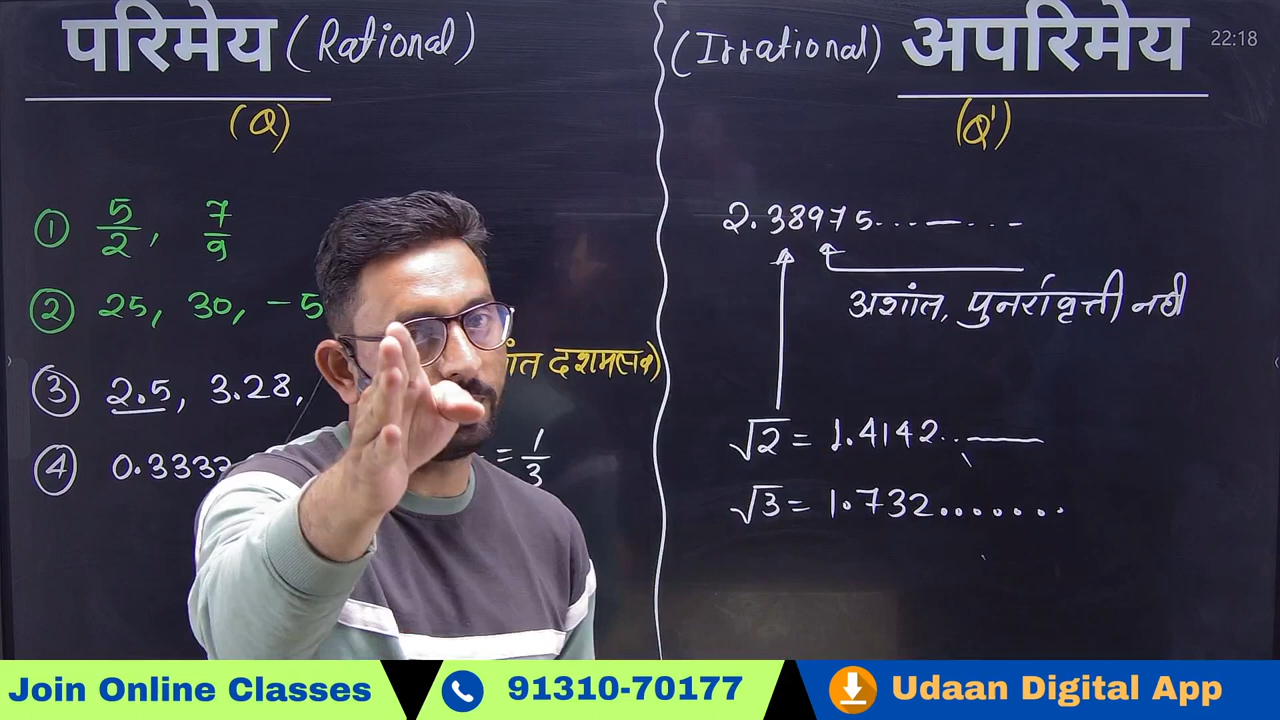 परिमेय (Rational)
(Irrational) अपरिमेय
22:18
(Q)
(Q')
① 5/2, 7/9
② 25, 30, -5
③ 2.5, 3.28,
दशमलव)
④ 0.333
= 1/3
2.38975...—...-
अशांत, पुनर्रावृत्ती नही
√2 = 1.4142..—
√3 = 1.732.......
Join Online Classes
91310-70177
Udaan Digital App